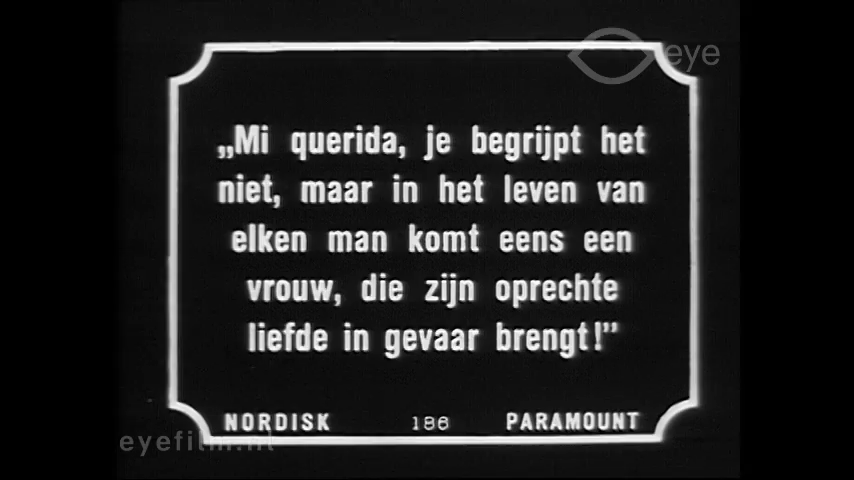 eye
„Mi querida, je begrijpt het
niet, maar in het leven van
elken man komt eens een
vrouw, die zijn oprechte
liefde in gevaar brengt!”
NORDISK 186 PARAMOUNT
eyefilm.nl